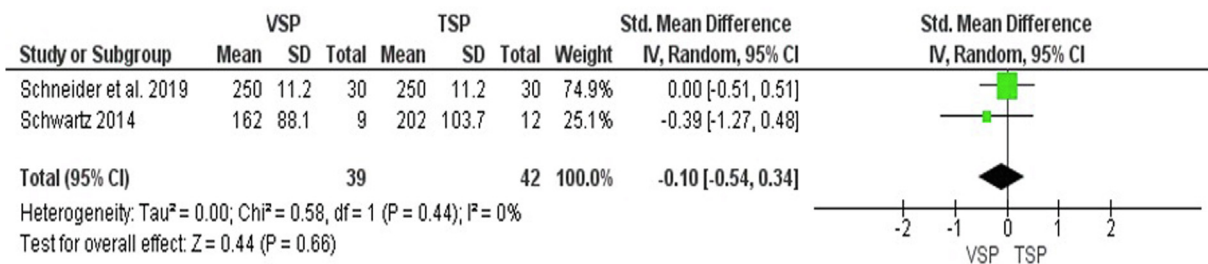 VSP TSP Std. Mean Difference Std. Mean Difference
Study or Subgroup Mean SD Total Mean SD Total Weight IV, Random, 95% CI IV, Random, 95% CI
Schneider et al. 2019 250 11.2 30 250 11.2 30 74.9% 0.00 [-0.51, 0.51]
Schwartz 2014 162 88.1 9 202 103.7 12 25.1% -0.39 [-1.27, 0.48]
Total (95% CI) 39 42 100.0% -0.10 [-0.54, 0.34]
Heterogeneity: Tau² = 0.00; Chi² = 0.58, df = 1 (P = 0.44); I² = 0%
Test for overall effect: Z = 0.44 (P = 0.66)
-2 -1 0 1 2
VSP TSP